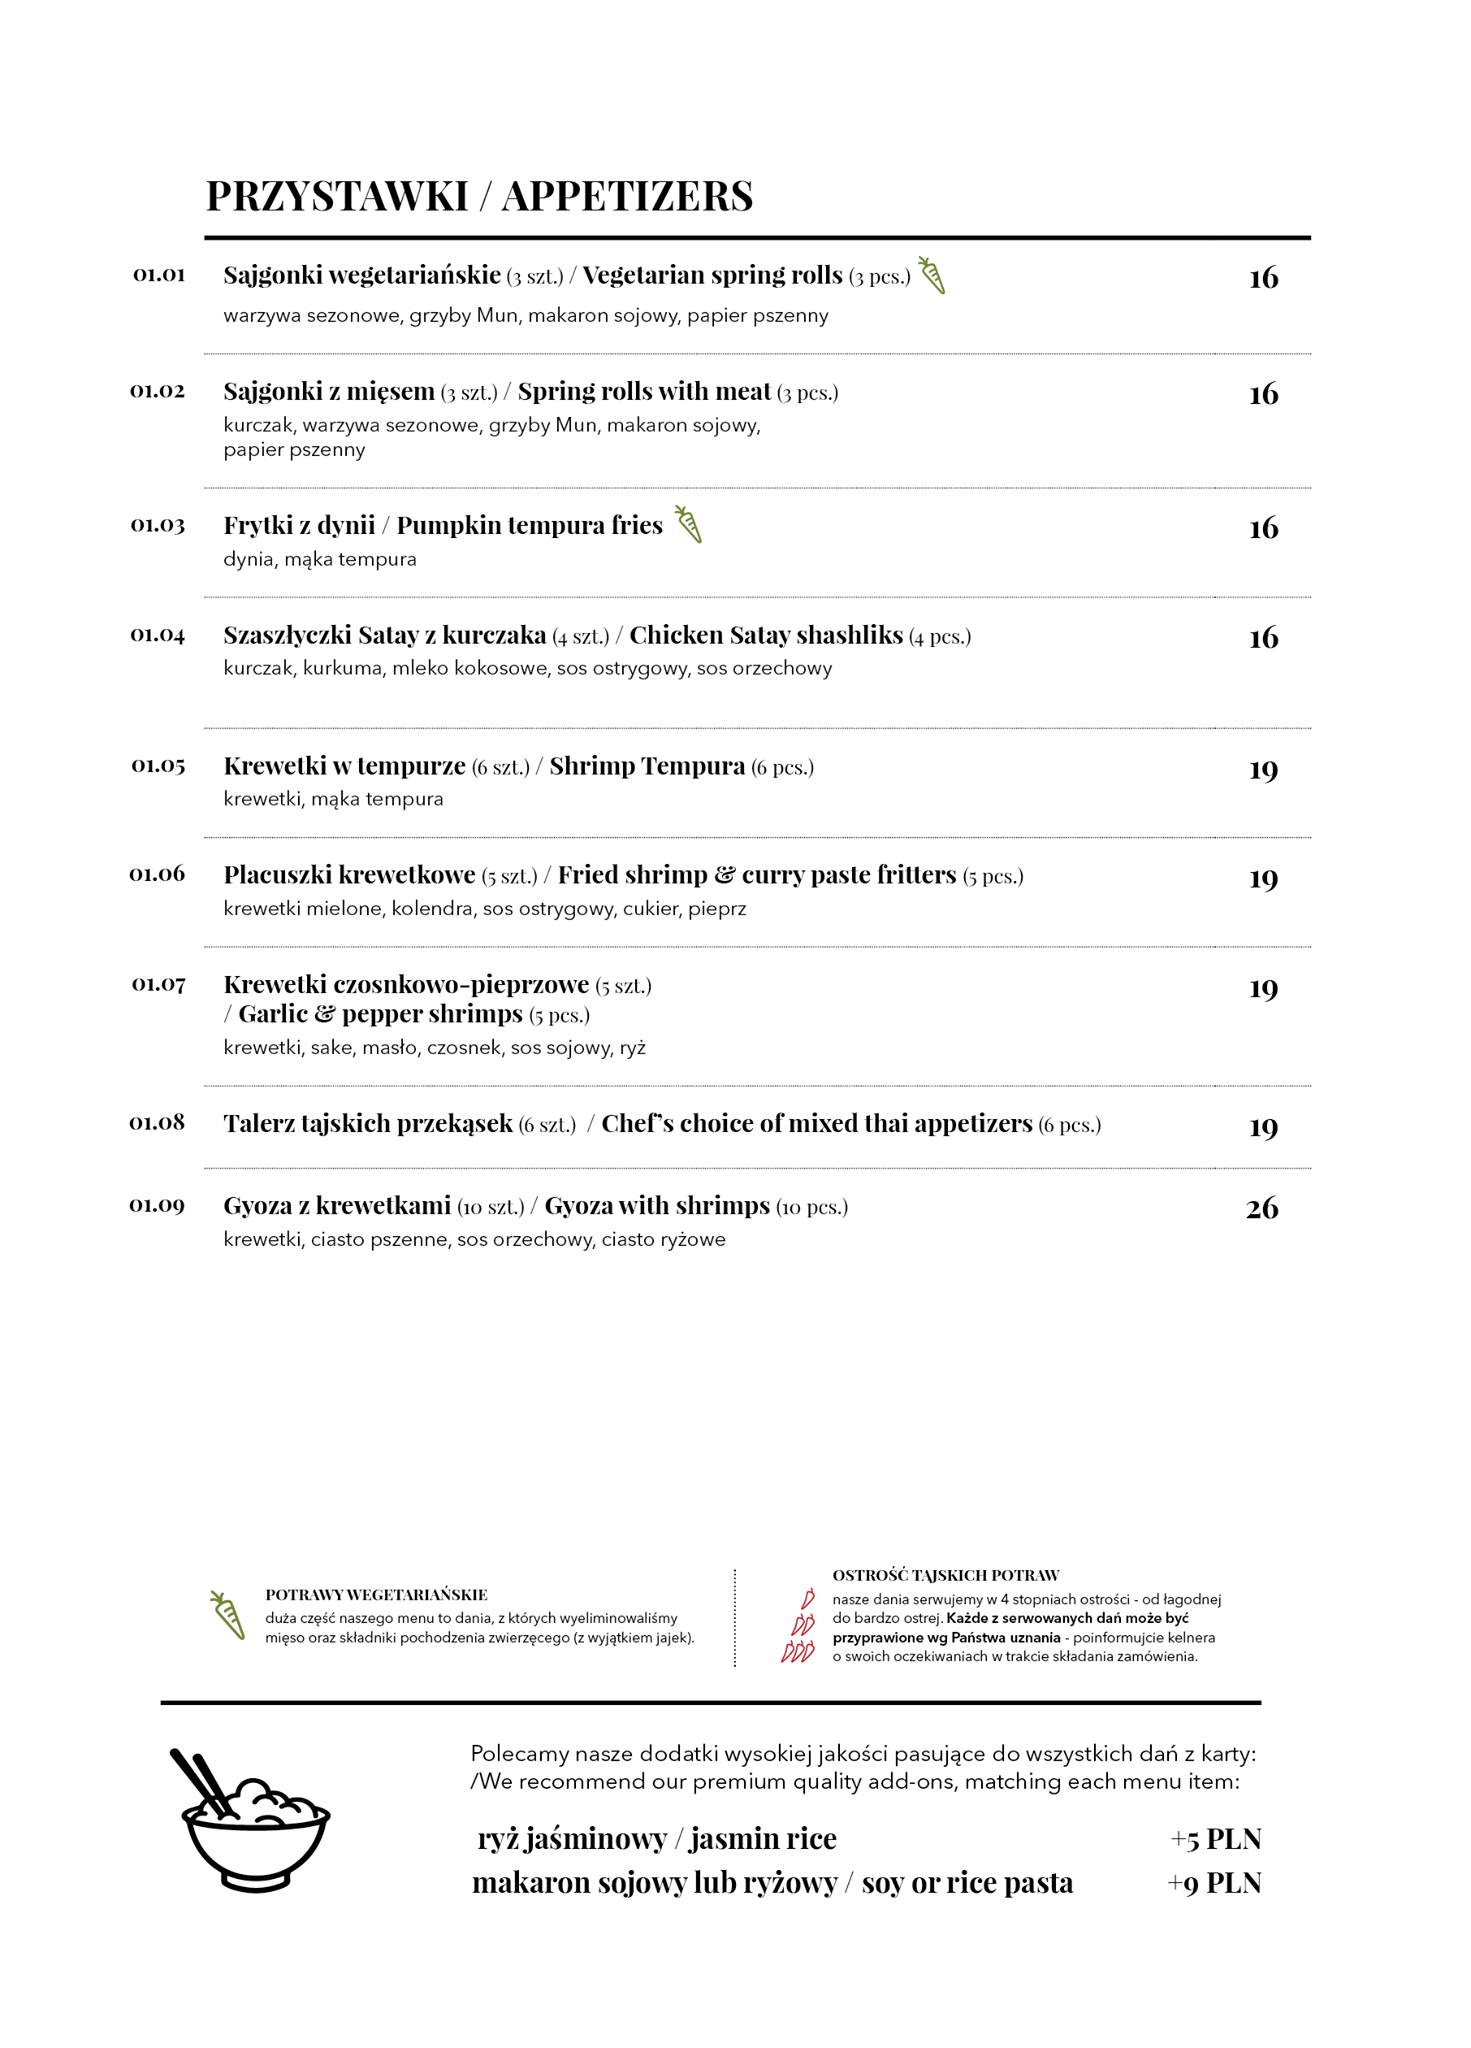 PRZYSTAWKI / APPETIZERS
01.01 Sajgonki wegetariańskie (3 szt.) / Vegetarian spring rolls (3 pcs.) 16
warzywa sezonowe, grzyby Mun, makaron sojowy, papier pszenny
01.02 Sajgonki z mięsem (3 szt.) / Spring rolls with meat (3 pcs.) 16
kurczak, warzywa sezonowe, grzyby Mun, makaron sojowy,
papier pszenny
01.03 Frytki z dynii / Pumpkin tempura fries 16
dynia, mąka tempura
01.04 Szaszłyczki Satay z kurczaka (4 szt.) / Chicken Satay shashliks (4 pcs.) 16
kurczak, kurkuma, mleko kokosowe, sos ostrygowy, sos orzechowy
01.05 Krewetki w tempurze (6 szt.) / Shrimp Tempura (6 pcs.) 19
krewetki, mąka tempura
01.06 Placuszki krewetkowe (5 szt.) / Fried shrimp & curry paste fritters (5 pcs.) 19
krewetki mielone, kolendra, sos ostrygowy, cukier, pieprz
01.07 Krewetki czosnkowo-pieprzowe (5 szt.) 19
/ Garlic & pepper shrimps (5 pcs.)
krewetki, sake, masło, czosnek, sos sojowy, ryż
01.08 Talerz tajskich przekąsek (6 szt.) / Chef's choice of mixed thai appetizers (6 pcs.) 19
01.09 Gyoza z krewetkami (10 szt.) / Gyoza with shrimps (10 pcs.) 26
krewetki, ciasto pszenne, sos orzechowy, ciasto ryżowe
POTRAWY WEGETARIAŃSKIE
duża część naszego menu to dania, z których wyeliminowaliśmy
mięso oraz składniki pochodzenia zwierzęcego (z wyjątkiem jajek).
OSTROŚĆ TAJSKICH POTRAW
nasze dania serwujemy w 4 stopniach ostrości - od łagodnej
do bardzo ostrej. Każde z serwowanych dań może być
przyprawione wg Państwa uznania - poinformujcie kelnera
o swoich oczekiwaniach w trakcie składania zamówienia.
Polecamy nasze dodatki wysokiej jakości pasujące do wszystkich dań z karty:
/We recommend our premium quality add-ons, matching each menu item:
ryż jaśminowy / jasmin rice +5 PLN
makaron sojowy lub ryżowy / soy or rice pasta +9 PLN